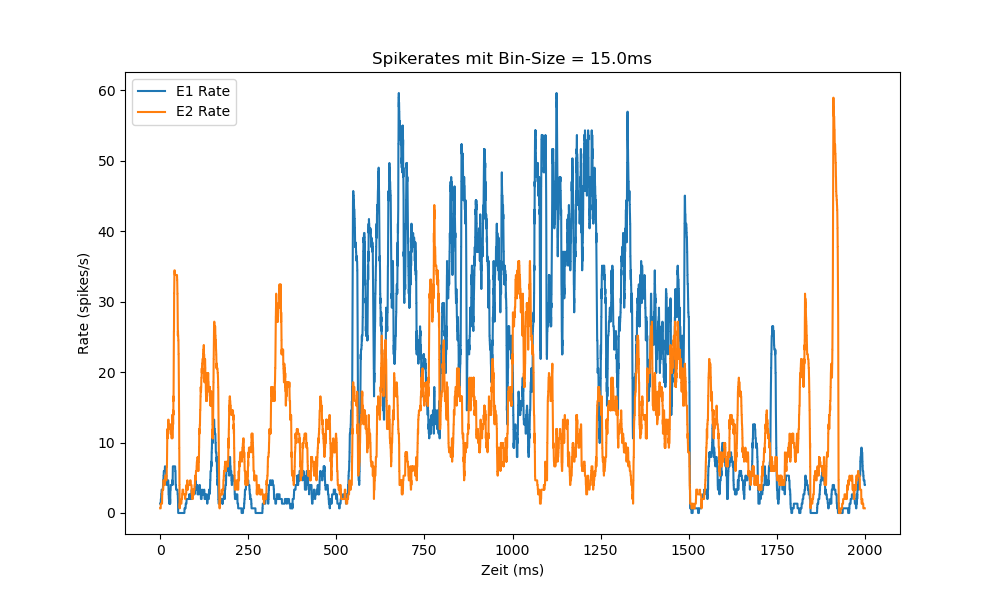 Spikerates mit Bin-Size = 15.0ms
E1 Rate
E2 Rate
60
50
40
30
20
10
0
Rate (spikes/s)
0 250 500 750 1000 1250 1500 1750 2000
Zeit (ms)